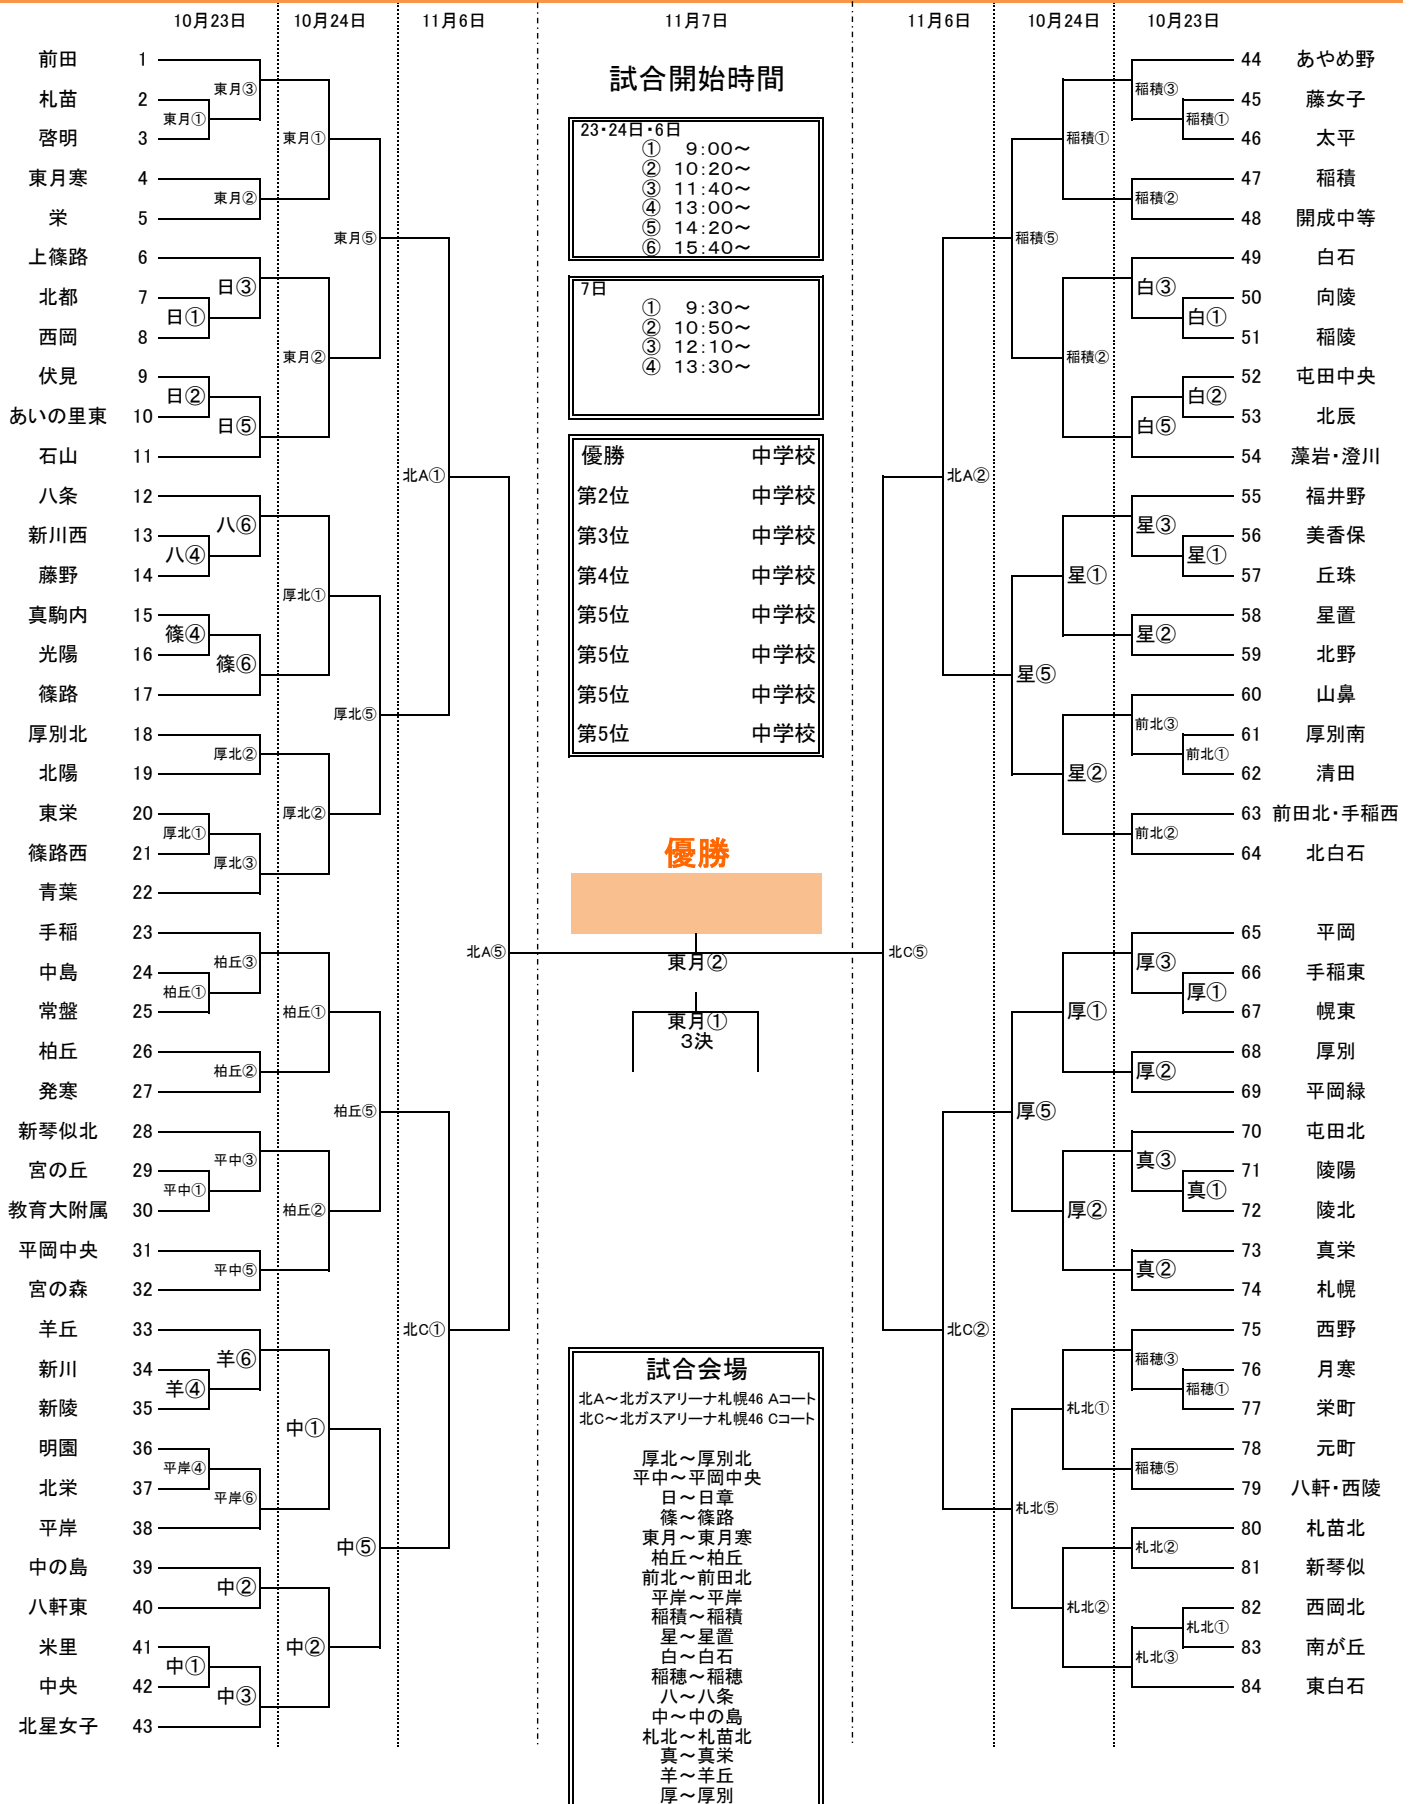 10月23日 10月24日 11月6日 11月7日 11月6日 10月24日 10月23日
前田 1
札苗 2
啓明 3
東月寒 4
栄 5
上篠路 6
北都 7
西岡 8
伏見 9
あいの里東 10
石山 11
八条 12
新川西 13
藤野 14
真駒内 15
光陽 16
篠路 17
厚別北 18
北陽 19
東栄 20
篠路西 21
青葉 22
手稲 23
中島 24
常盤 25
柏丘 26
発寒 27
新琴似北 28
宮の丘 29
教育大附属 30
平岡中央 31
宮の森 32
羊丘 33
新川 34
新陵 35
明園 36
北栄 37
平岸 38
中の島 39
八軒東 40
米里 41
中央 42
北星女子 43
東月③
東月①
東月②
日③
日①
日②
日⑤
八⑥
八④
篠④
篠⑥
厚北②
厚北①
厚北③
柏丘③
柏丘①
柏丘②
平中③
平中①
平中⑤
羊⑥
羊④
平岸④
平岸⑥
中②
中①
中③
東月①
東月②
厚北①
厚北②
柏丘①
柏丘②
中①
中②
東月⑤
厚北⑤
柏丘⑤
中⑤
北A①
北C①
北A⑤
試合開始時間
23・24日・6日
① 9:00~
② 10:20~
③ 11:40~
④ 13:00~
⑤ 14:20~
⑥ 15:40~
7日
① 9:30~
② 10:50~
③ 12:10~
④ 13:30~
優勝 中学校
第2位 中学校
第3位 中学校
第4位 中学校
第5位 中学校
第5位 中学校
第5位 中学校
第5位 中学校
優勝
東月②
東月①
3決
試合会場
北A~北ガスアリーナ札幌46 Aコート
北C~北ガスアリーナ札幌46 Cコート
厚北~厚別北
平中~平岡中央
日~日章
篠~篠路
東月~東月寒
柏丘~柏丘
前北~前田北
平岸~平岸
稲積~稲積
星~星置
白~白石
稲穂~稲穂
八~八条
中~中の島
札北~札苗北
真~真栄
羊~羊丘
厚~厚別
北C⑤
北A②
北C②
稲積⑤
星⑤
厚⑤
札北⑤
稲積①
稲積②
星①
星②
厚①
厚②
札北①
札北②
稲積③
稲積①
稲積②
白③
白①
白②
白⑤
星③
星①
星②
前北③
前北①
前北②
厚③
厚①
厚②
真③
真①
真②
稲穂③
稲穂①
稲穂⑤
札北②
札北①
札北③
44 あやめ野
45 藤女子
46 太平
47 稲積
48 開成中等
49 白石
50 向陵
51 稲陵
52 屯田中央
53 北辰
54 藻岩・澄川
55 福井野
56 美香保
57 丘珠
58 星置
59 北野
60 山鼻
61 厚別南
62 清田
63 前田北・手稲西
64 北白石
65 平岡
66 手稲東
67 幌東
68 厚別
69 平岡緑
70 屯田北
71 陵陽
72 陵北
73 真栄
74 札幌
75 西野
76 月寒
77 栄町
78 元町
79 八軒・西陵
80 札苗北
81 新琴似
82 西岡北
83 南が丘
84 東白石